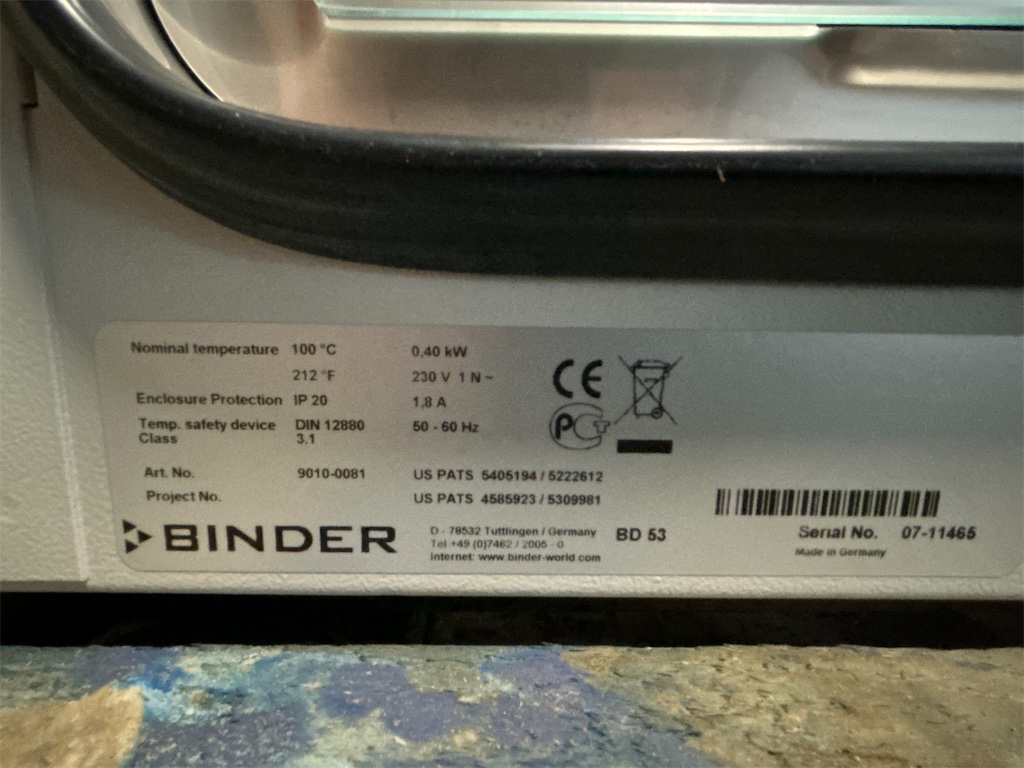 Nominal temperature 100 °C 0,40 kW
212 °F 230 V 1 N ~
Enclosure Protection IP 20 1,8 A
Temp. safety device DIN 12880 50 - 60 Hz
Class 3.1
Art. No. 9010-0081 US PATS 5405194 / 5222612
Project No. US PATS 4585923 / 5309981
CE
PCT
BINDER
D - 78532 Tuttlingen / Germany
Tel +49 (0)7462 / 2005 - 0
Internet: www.binder-world.com
BD 53
Serial No. 07-11465
Made in Germany